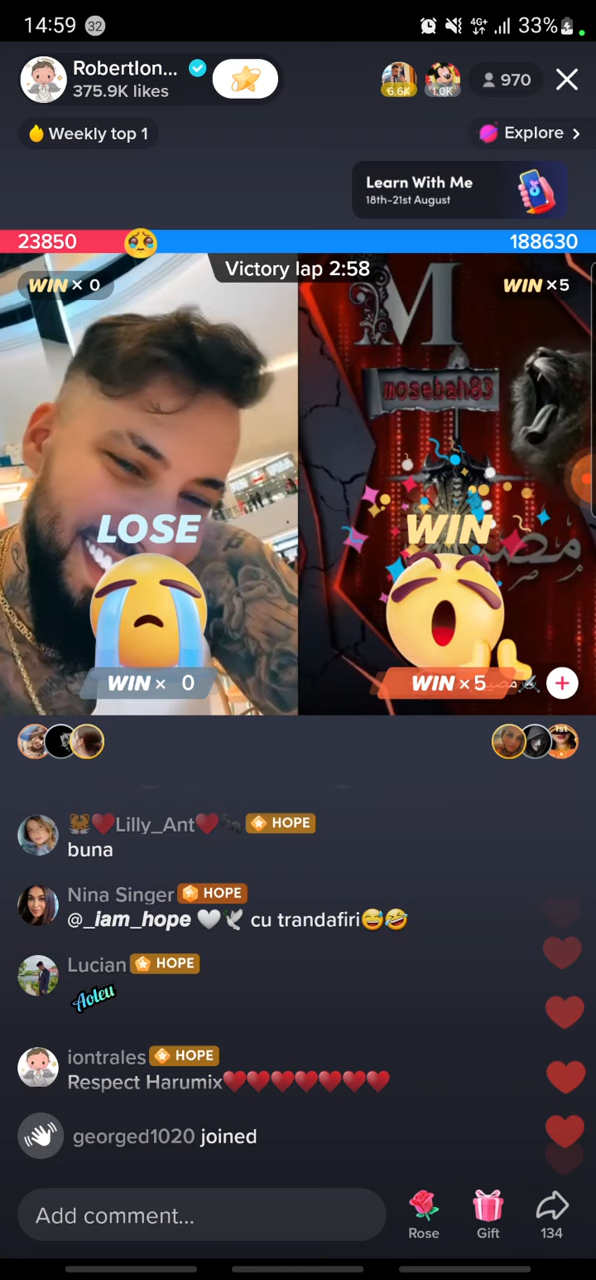 14:59 32
4G+ 33%
RobertIon...
375.9K likes
6.6K
1.0K
970
Weekly top 1
Explore
Learn With Me
18th-21st August
23850
188630
Victory lap 2:58
WIN × 0
WIN ×5
M
mosebah83
LOSE
WIN
WIN × 0
WIN × 5
Lilly_Ant HOPE
buna
Nina Singer HOPE
@_iam_hope 🤍🕊 cu trandafiri😅🤣
Lucian HOPE
Aoleu
iontrales HOPE
Respect Harumix♥♥♥♥♥♥♥
georged1020 joined
Add comment...
Rose
Gift
134